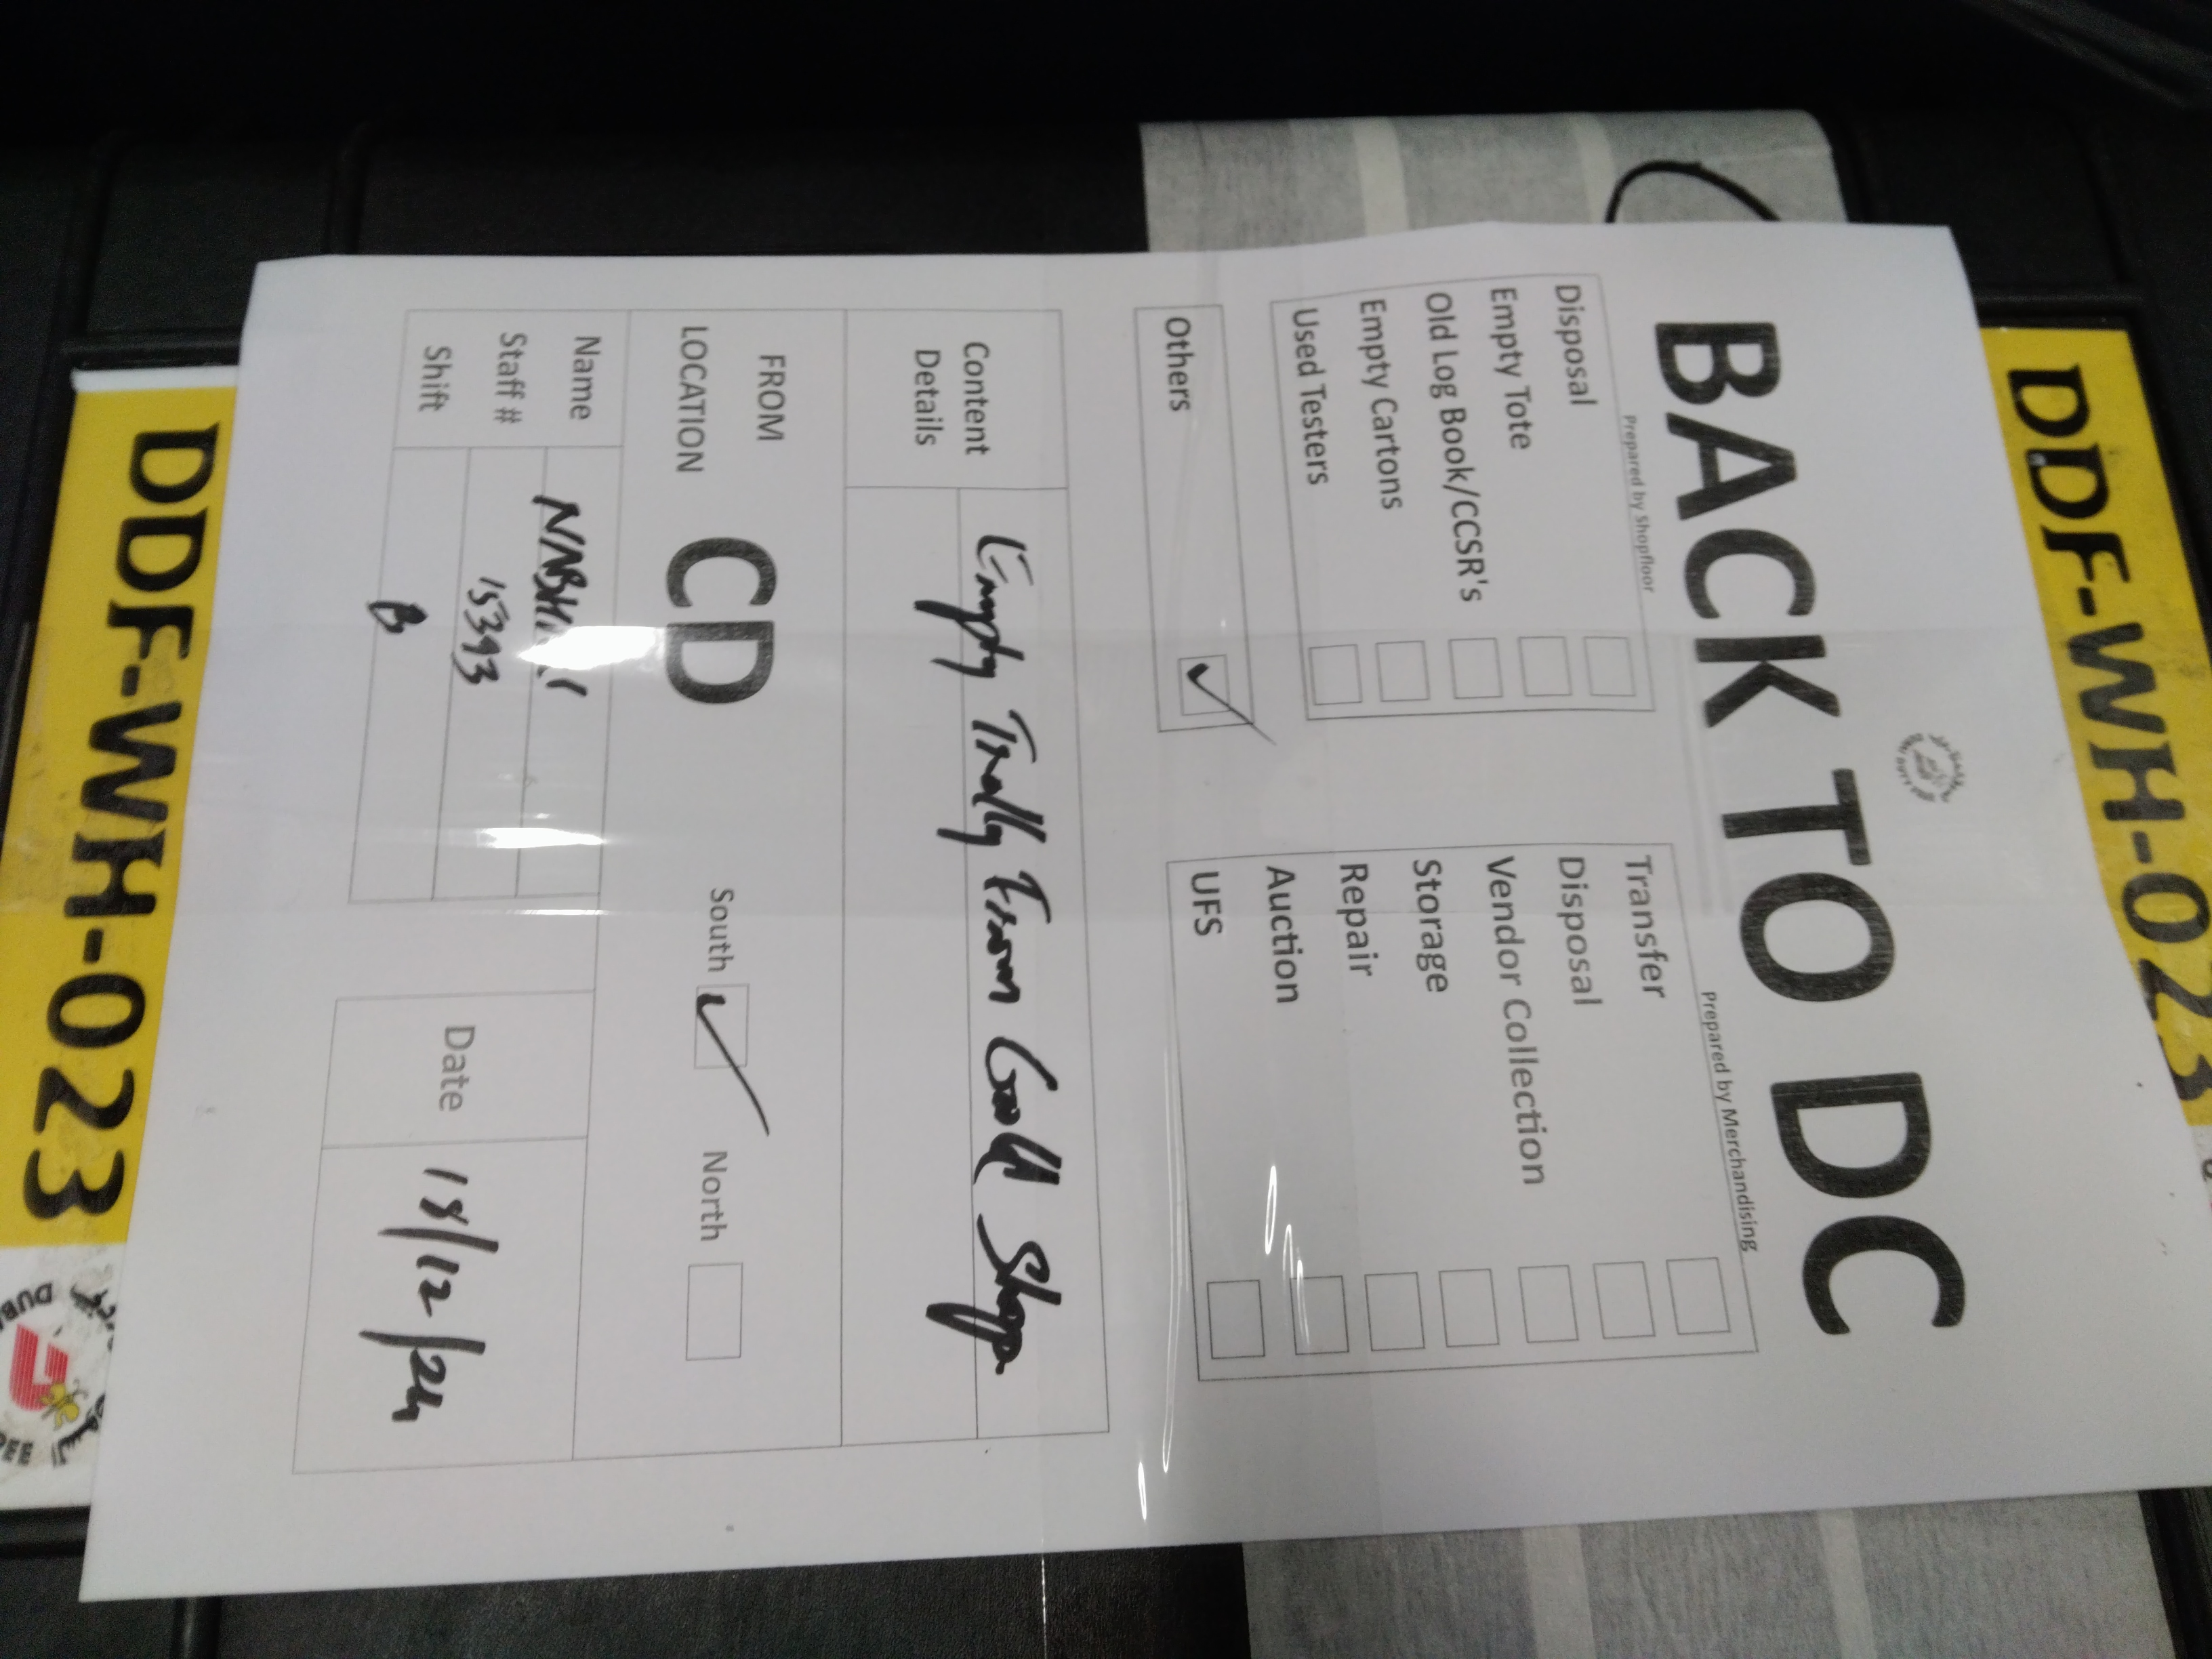 DDF-WH-023
BACK TO DC
Prepared by Shopfloor
Disposal
Empty Tote
Old Log Book/CCSR's
Empty Cartons
Used Testers
Others ✓
Prepared by Merchandising
Transfer
Disposal
Vendor Collection
Storage
Repair
Auction
UFS
Content Details
Empty Trolly From Gold Shop
FROM LOCATION
CD
South ✓
North
Name
Staff # 15393
Shift B
Date 18/12/24
DDF-WH-023